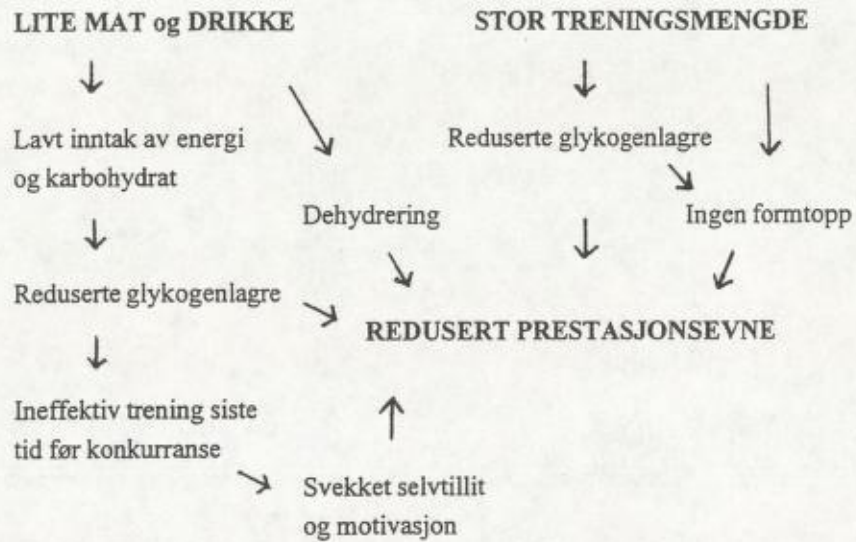 LITE MAT og DRIKKE
STOR TRENINGSMENGDE
Lavt inntak av energi
og karbohydrat
Reduserte glykogenlagre
Dehydrering
Ingen formtopp
Reduserte glykogenlagre
REDUSERT PRESTASJONSEVNE
Ineffektiv trening siste
tid før konkurranse
Svekket selvtillit
og motivasjon